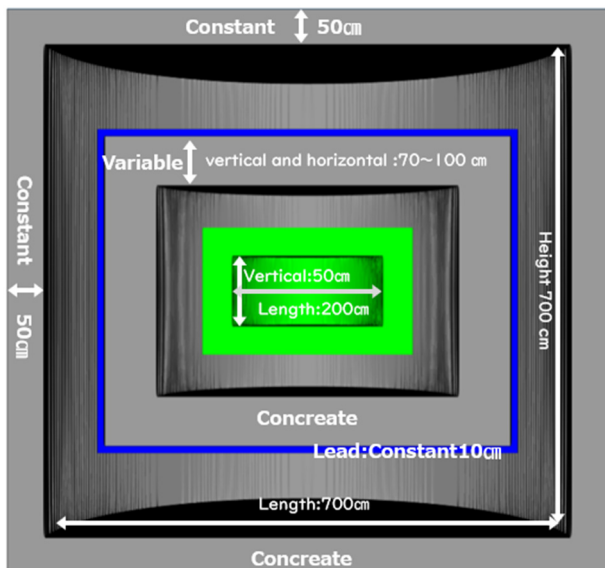 Constant 50㎝
Variable vertical and horizontal :70~100 ㎝
Constant 50㎝
Vertical:50㎝
Length:200㎝
Height 700 cm
Concreate
Lead:Constant10㎝
Length:700㎝
Concreate